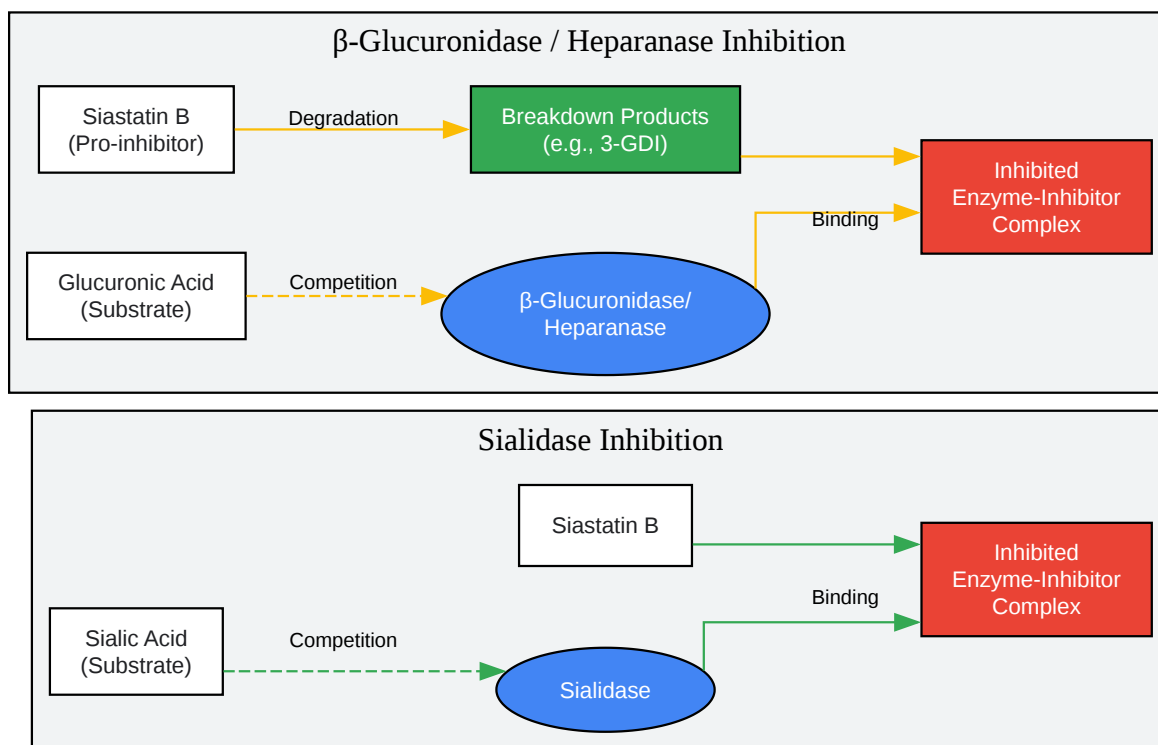 β-Glucuronidase / Heparanase Inhibition
Siastatin B
(Pro-inhibitor)
Degradation
Breakdown Products
(e.g., 3-GDI)
Inhibited
Enzyme-Inhibitor
Complex
Binding
Glucuronic Acid
(Substrate)
Competition
β-Glucuronidase/
Heparanase
Sialidase Inhibition
Siastatin B
Inhibited
Enzyme-Inhibitor
Complex
Binding
Sialic Acid
(Substrate)
Competition
Sialidase